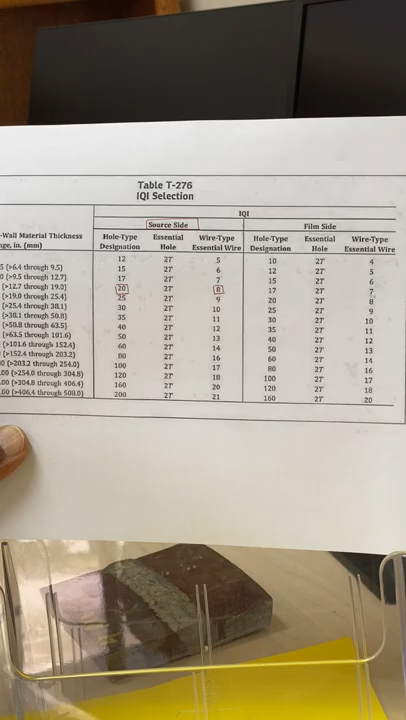 Table T-276
IQI Selection
IQI
Source Side Film Side
-Wall Material Thickness Hole-Type Essential Wire-Type Hole-Type Essential Wire-Type
nge, in. (mm) Designation Hole Essential Wire Designation Hole Essential Wire
12 2T 5 10 2T 4
5 (>6.4 through 9.5) 15 2T 6 12 2T 5
0 (>9.5 through 12.7) 17 2T 7 15 2T 6
(>12.7 through 19.0) 20 2T 8 17 2T 7
(>19.0 through 25.4) 25 2T 9 20 2T 8
(>25.4 through 38.1) 30 2T 10 25 2T 9
(>38.1 through 50.8) 35 2T 11 30 2T 10
(>50.8 through 63.5) 40 2T 12 35 2T 11
(>63.5 through 101.6) 50 2T 13 40 2T 12
(>101.6 through 152.4) 60 2T 14 50 2T 13
(>152.4 through 203.2) 80 2T 16 60 2T 14
0 (>203.2 through 254.0) 100 2T 17 80 2T 16
.00 (>254.0 through 304.8) 120 2T 18 100 2T 17
.00 (>304.8 through 406.4) 160 2T 20 120 2T 18
.00 (>406.4 through 508.0) 200 2T 21 160 2T 20